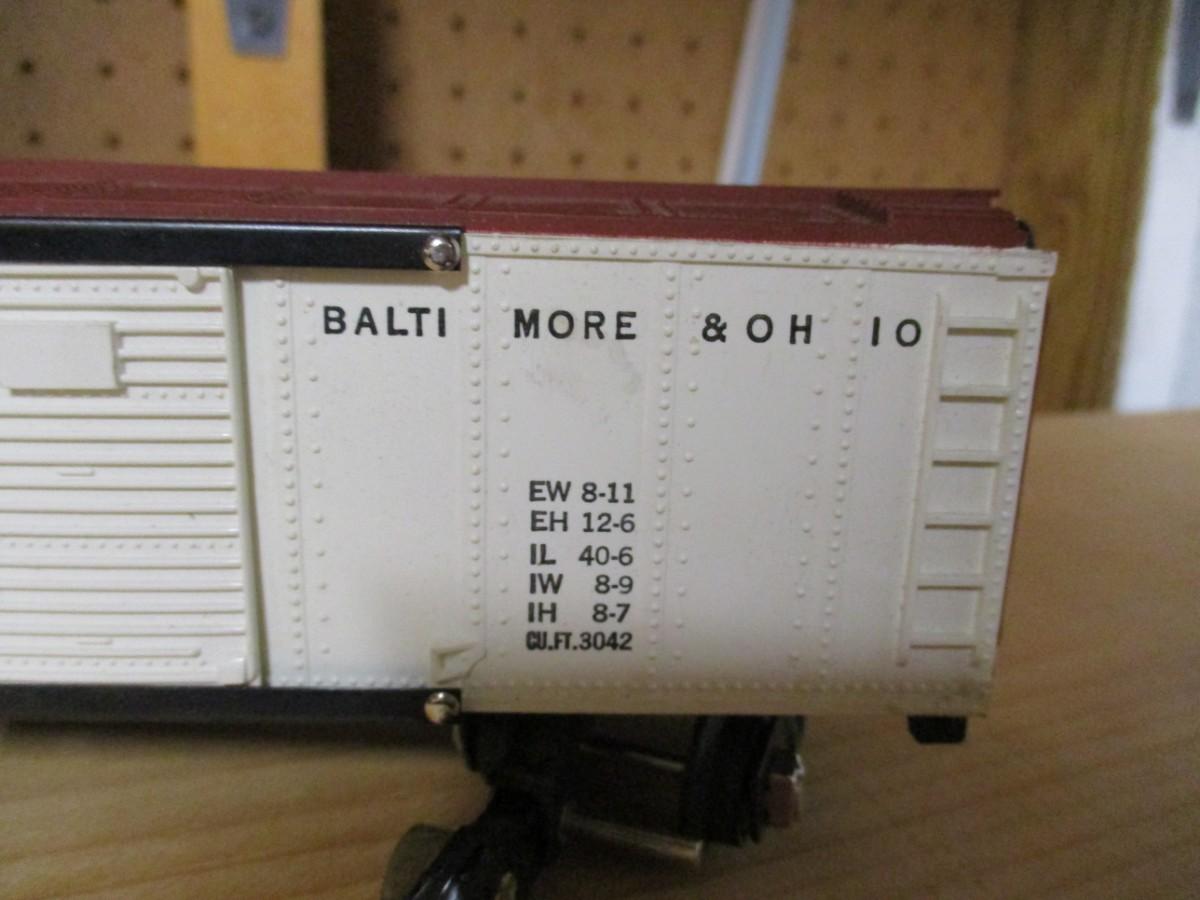 BALTI MORE & OH IO
EW 8-11
EH 12-6
IL 40-6
IW 8-9
IH 8-7
CU.FT.3042